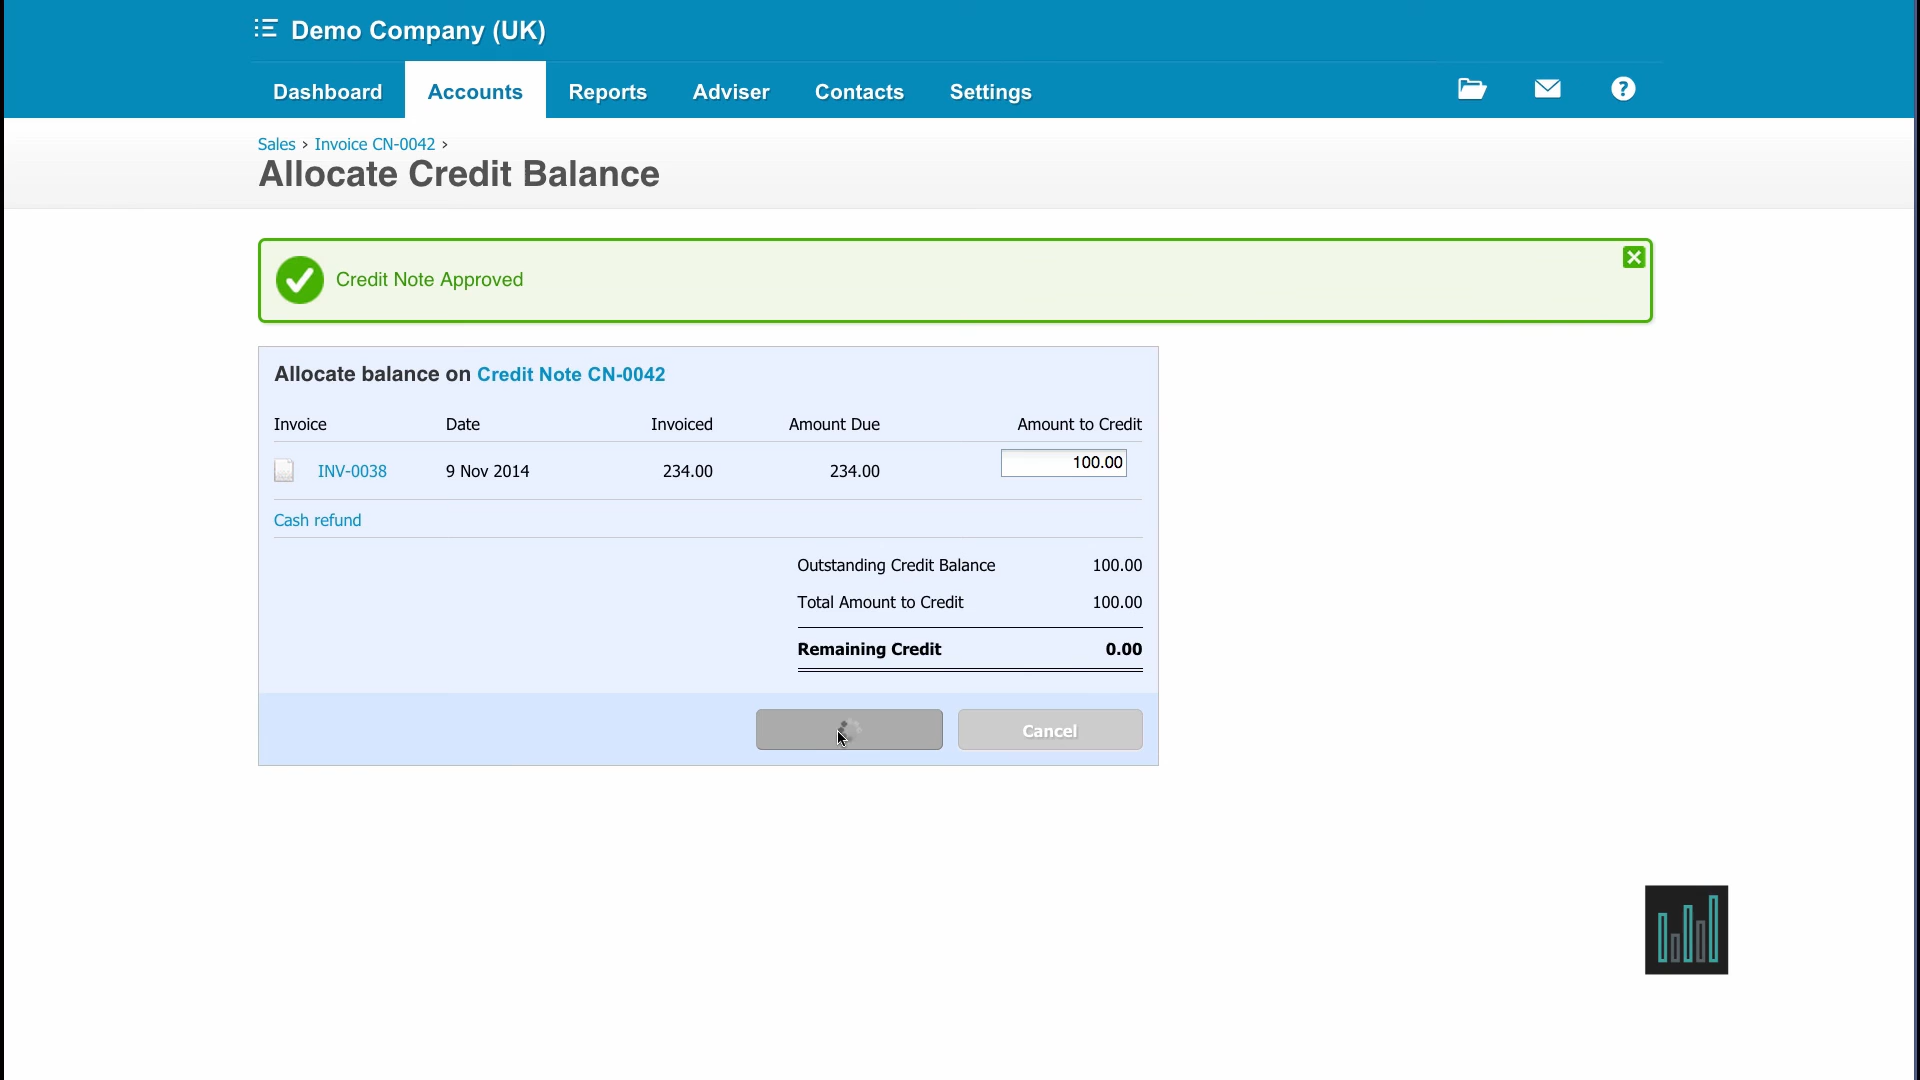 Demo Company (UK)
Dashboard Accounts Reports Adviser Contacts Settings ?
Sales › Invoice CN-0042 ›
Allocate Credit Balance
Credit Note Approved
Allocate balance on Credit Note CN-0042
Invoice Date Invoiced Amount Due Amount to Credit
INV-0038 9 Nov 2014 234.00 234.00 100.00
Cash refund
Outstanding Credit Balance 100.00
Total Amount to Credit 100.00
Remaining Credit 0.00
Cancel